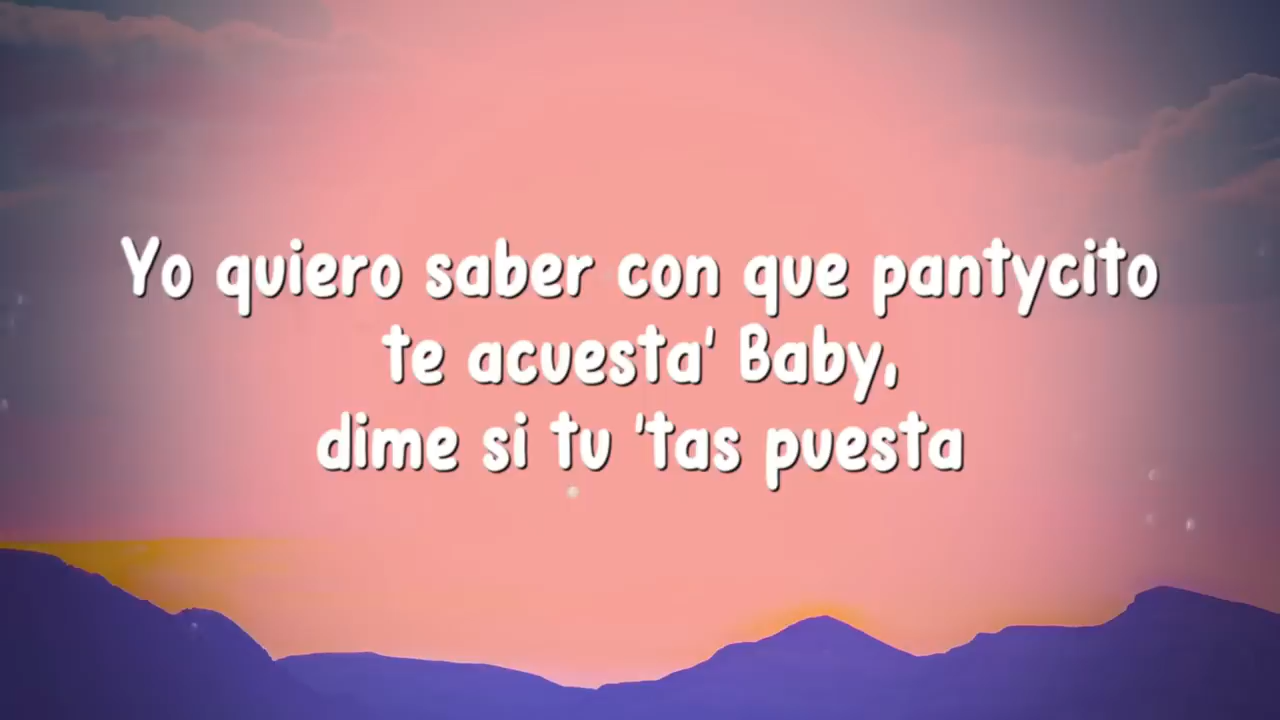 Yo quiero saber con que pantycito
te acuesta' Baby,
dime si tu 'tas puesta